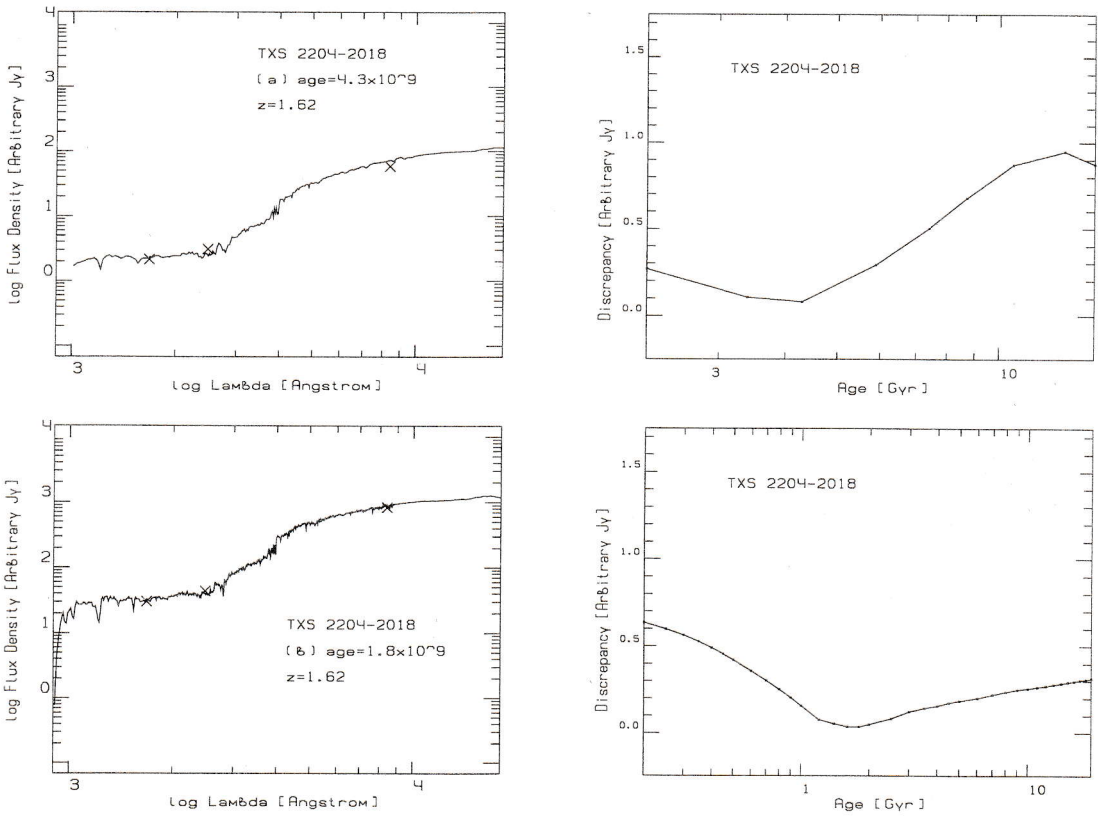 4
3
2
1
0
log Flux Density [Arbitrary Jy]
TXS 2204-2018
(a) age=4.3x10^9
z=1.62
3
4
log Lambda [Angstrom]
1.5
1.0
0.5
0.0
Discrepancy [Arbitrary Jy]
TXS 2204-2018
3
10
Age [Gyr]
4
3
2
1
0
log Flux Density [Arbitrary Jy]
TXS 2204-2018
(b) age=1.8x10^9
z=1.62
3
4
log Lambda [Angstrom]
1.5
1.0
0.5
0.0
Discrepancy [Arbitrary Jy]
TXS 2204-2018
1
10
Age [Gyr]